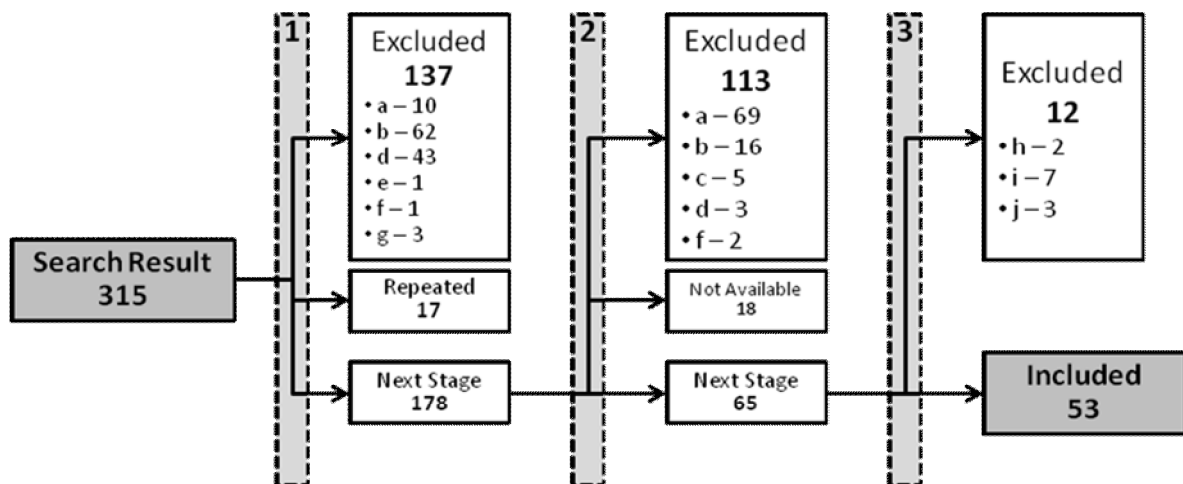 Search Result
315
1
Excluded
137
• a – 10
• b – 62
• d – 43
• e – 1
• f – 1
• g – 3
Repeated
17
Next Stage
178
2
Excluded
113
• a – 69
• b – 16
• c – 5
• d – 3
• f – 2
Not Available
18
Next Stage
65
3
Excluded
12
• h – 2
• i – 7
• j – 3
Included
53